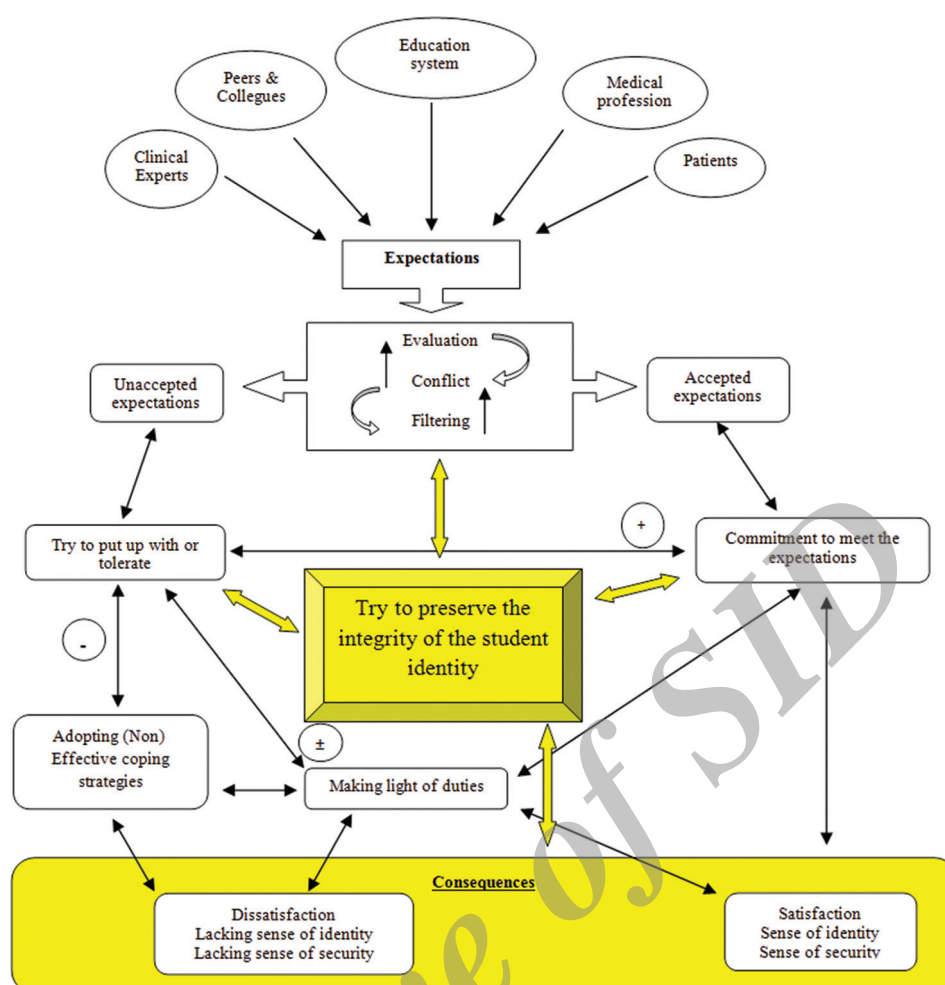 Education
system
Peers &
Collegues
Medical
profession
Clinical
Experts
Patients
Expectations
Evaluation
Conflict
Filtering
Unaccepted
expectations
Accepted
expectations
+
Try to put up with or
tolerate
Commitment to meet the
expectations
Try to preserve the
integrity of the student
identity
-
±
Adopting (Non)
Effective coping
strategies
Making light of duties
Consequences
Dissatisfaction
Lacking sense of identity
Lacking sense of security
Satisfaction
Sense of identity
Sense of security
of SID